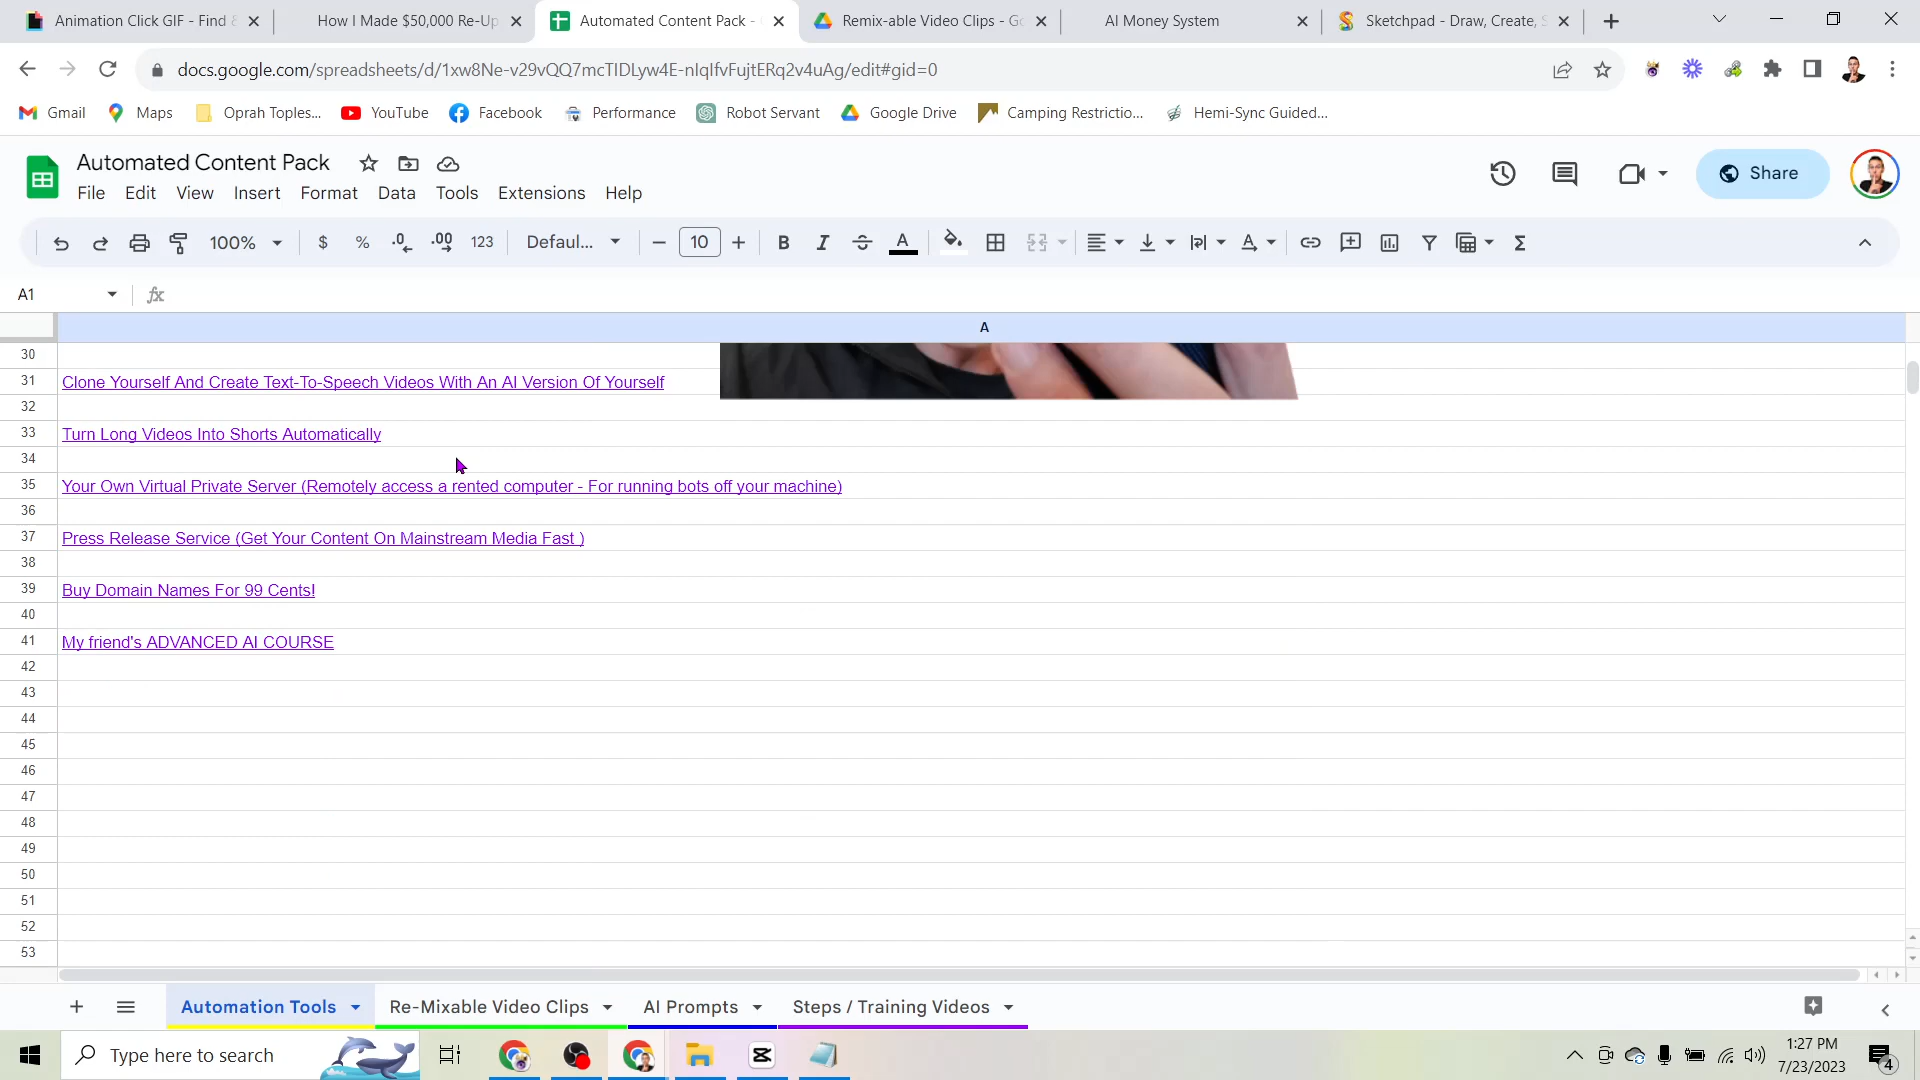 Animation Click GIF - Find &
How I Made $50,000 Re-Up
Automated Content Pack -
Remix-able Video Clips - Go
AI Money System
Sketchpad - Draw, Create, S
docs.google.com/spreadsheets/d/1xw8Ne-v29vQQ7mcTIDLyw4E-nIqIfvFujtERq2v4uAg/edit#gid=0
Gmail
Maps
Oprah Toples...
YouTube
Facebook
Performance
Robot Servant
Google Drive
Camping Restrictio...
Hemi-Sync Guided...
Automated Content Pack
File Edit View Insert Format Data Tools Extensions Help
Share
100%
$
%
.0
.00
123
Defaul...
10
B
I
A
A1
fx
A
30
31 Clone Yourself And Create Text-To-Speech Videos With An AI Version Of Yourself
32
33 Turn Long Videos Into Shorts Automatically
34
35 Your Own Virtual Private Server (Remotely access a rented computer - For running bots off your machine)
36
37 Press Release Service (Get Your Content On Mainstream Media Fast )
38
39 Buy Domain Names For 99 Cents!
40
41 My friend's ADVANCED AI COURSE
42
43
44
45
46
47
48
49
50
51
52
53
Automation Tools
Re-Mixable Video Clips
AI Prompts
Steps / Training Videos
Type here to search
1:27 PM
7/23/2023
4